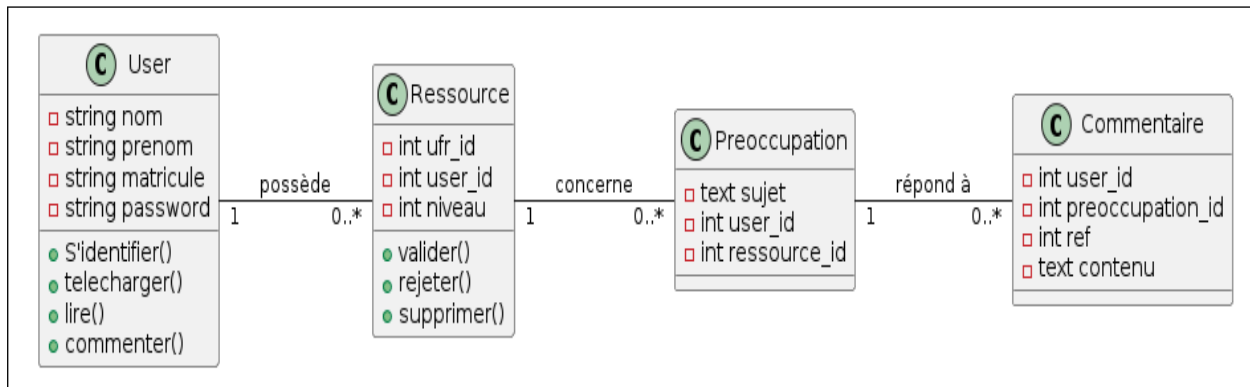 C User
string nom
string prenom
string matricule
string password
S'identifier()
telecharger()
lire()
commenter()
possède
1 0..*
C Ressource
int ufr_id
int user_id
int niveau
valider()
rejeter()
supprimer()
concerne
1 0..*
C Preoccupation
text sujet
int user_id
int ressource_id
répond à
1 0..*
C Commentaire
int user_id
int preoccupation_id
int ref
text contenu